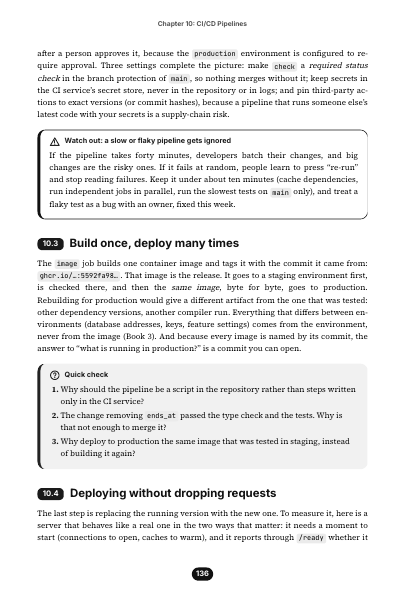 Chapter 10: CI/CD Pipelines
after a person approves it, because the production environment is configured to re-
quire approval. Three settings complete the picture: make check a required status
check in the branch protection of main, so nothing merges without it; keep secrets in
the CI service's secret store, never in the repository or in logs; and pin third-party ac-
tions to exact versions (or commit hashes), because a pipeline that runs someone else's
latest code with your secrets is a supply-chain risk.
Watch out: a slow or flaky pipeline gets ignored
If the pipeline takes forty minutes, developers batch their changes, and big
changes are the risky ones. If it fails at random, people learn to press "re-run"
and stop reading failures. Keep it under about ten minutes (cache dependencies,
run independent jobs in parallel, run the slowest tests on main only), and treat a
flaky test as a bug with an owner, fixed this week.
10.3 Build once, deploy many times
The image job builds one container image and tags it with the commit it came from:
ghcr.io/…:5592fa98…. That image is the release. It goes to a staging environment first,
is checked there, and then the same image, byte for byte, goes to production.
Rebuilding for production would give a different artifact from the one that was tested:
other dependency versions, another compiler run. Everything that differs between en-
vironments (database addresses, keys, feature settings) comes from the environment,
never from the image (Book 3). And because every image is named by its commit, the
answer to "what is running in production?" is a commit you can open.
Quick check
1. Why should the pipeline be a script in the repository rather than steps written
only in the CI service?
2. The change removing ends_at passed the type check and the tests. Why is
that not enough to merge it?
3. Why deploy to production the same image that was tested in staging, instead
of building it again?
10.4 Deploying without dropping requests
The last step is replacing the running version with the new one. To measure it, here is a
server that behaves like a real one in the two ways that matter: it needs a moment to
start (connections to open, caches to warm), and it reports through /ready whether it
136